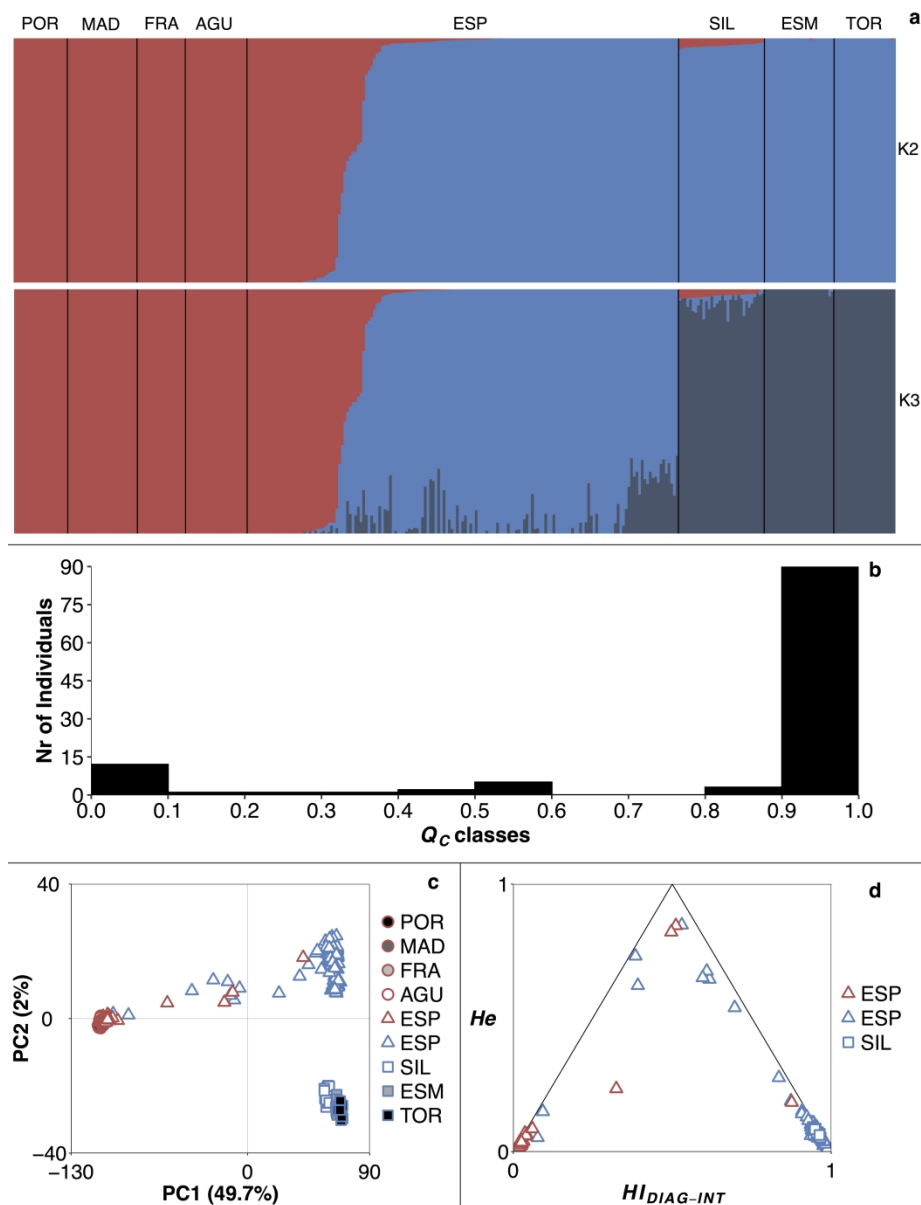 POR MAD FRA AGU ESP SIL ESM TOR a
K2
K3
b
90
75
60
45
30
15
0
Nr of Individuals
0.0 0.1 0.2 0.3 0.4 0.5 0.6 0.7 0.8 0.9 1.0
QC classes
c
40
0
−40
PC2 (2%)
−130 0 90
PC1 (49.7%)
POR
MAD
FRA
AGU
ESP
ESP
SIL
ESM
TOR
d
1
He
0
0 1
HIDIAG−INT
ESP
ESP
SIL